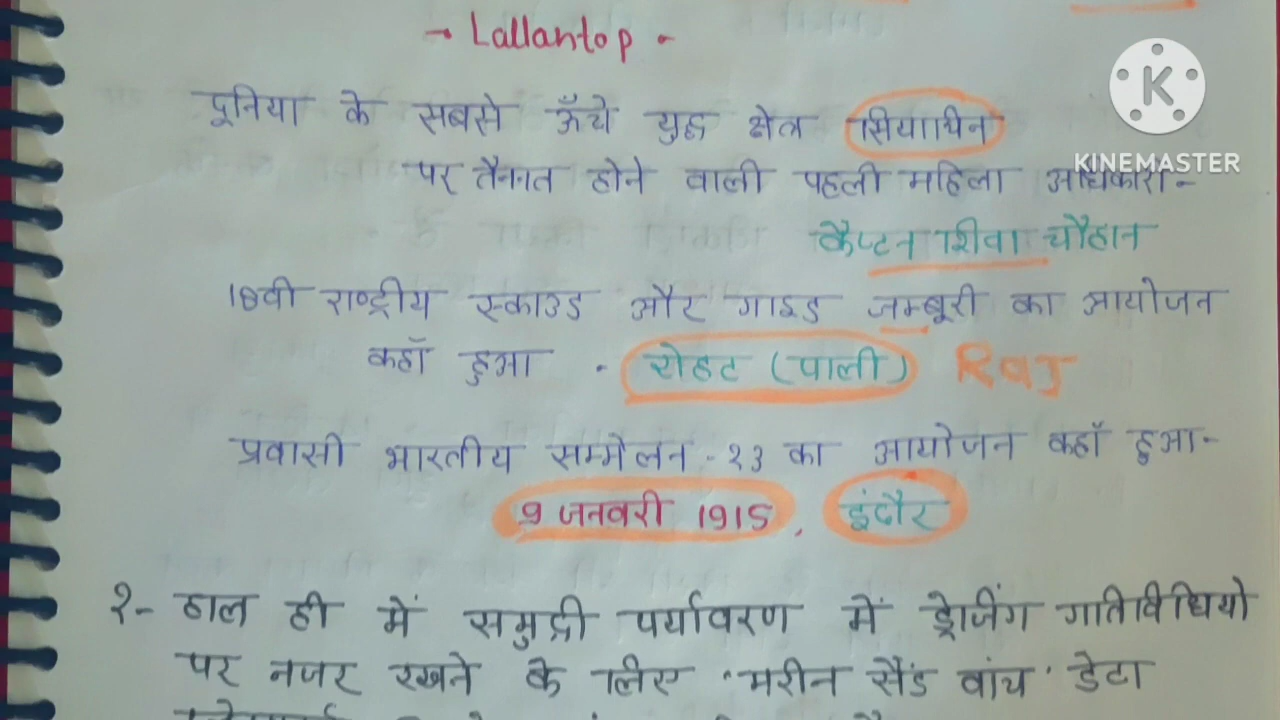 → Lallantop •
K
KINEMASTER
दूनिया के सबसे ऊँचे युद्ध क्षेत्र सियाचिन
पर तैनात होने वाली पहली महिला अधिकारी-
कैप्टन शिवा चौहान
18वी राष्ट्रीय स्काउड और गाइड जम्बूरी का आयोजन
कहाँ हुआ • रोहट (पाली) Raj
प्रवासी भारतीय सम्मेलन - 23 का आयोजन कहाँ हुआ-
9 जनवरी 1915, इंदौर
१- हाल ही में समुद्री पर्यावरण में ड्रेजिंग गतिविधियो
पर नजर रखने के लिए 'मरीन सैंड वांच' डेटा